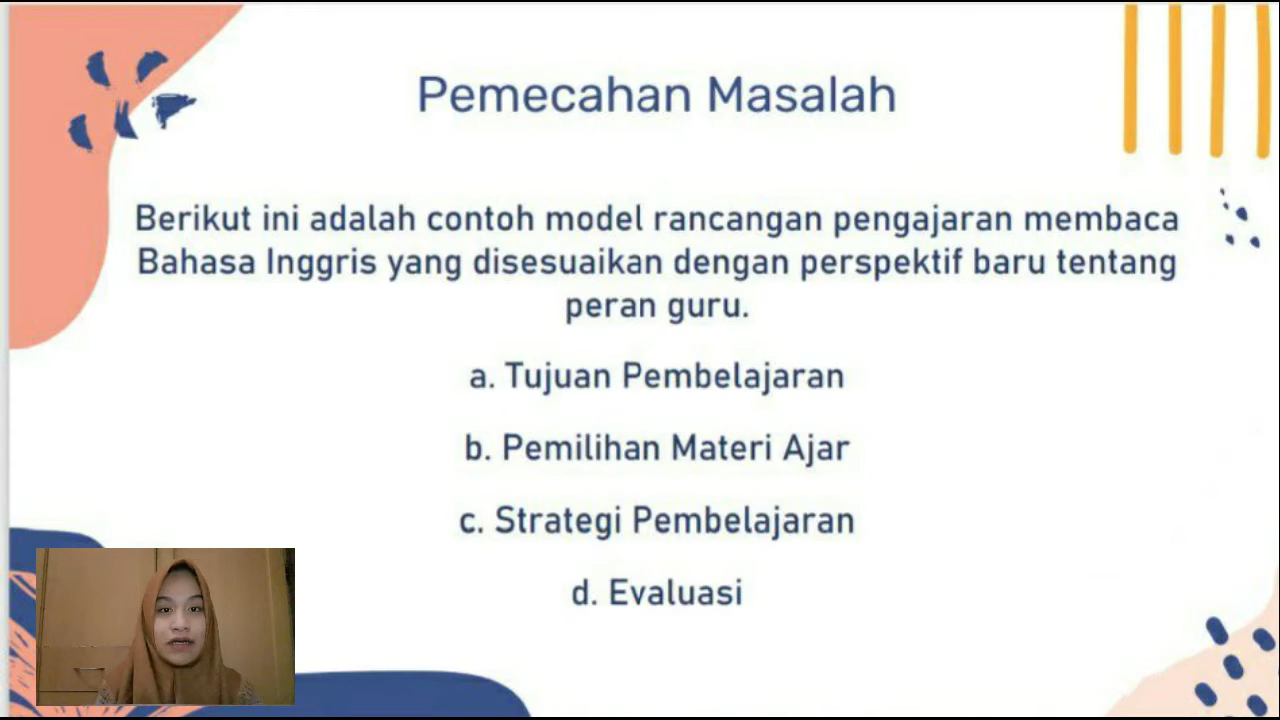 Pemecahan Masalah
Berikut ini adalah contoh model rancangan pengajaran membaca
Bahasa Inggris yang disesuaikan dengan perspektif baru tentang
peran guru.
a. Tujuan Pembelajaran
b. Pemilihan Materi Ajar
c. Strategi Pembelajaran
d. Evaluasi